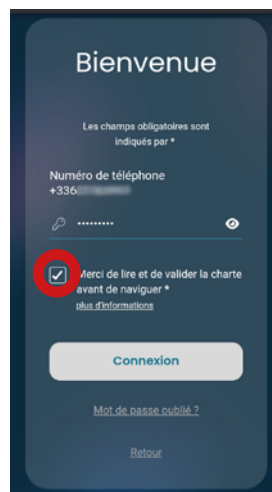 Bienvenue
Les champs obligatoires sont
indiqués par *
Numéro de téléphone
+336
Merci de lire et de valider la charte
avant de naviguer *
plus d'informations
Connexion
Mot de passe oublié ?
Retour